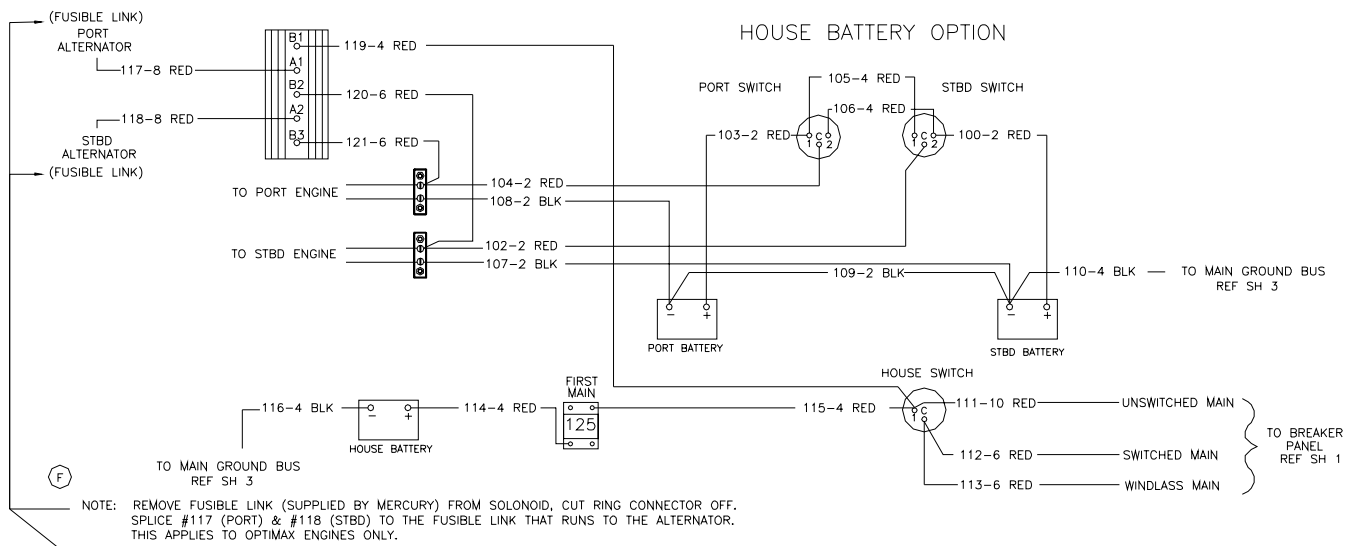 (FUSIBLE LINK)
PORT
ALTERNATOR
117-8 RED
118-8 RED
STBD
ALTERNATOR
(FUSIBLE LINK)
B1
A1
B2
A2
B3
119-4 RED
120-6 RED
121-6 RED
HOUSE BATTERY OPTION
PORT SWITCH
105-4 RED
STBD SWITCH
106-4 RED
103-2 RED
C
1 2
C
1 2
100-2 RED
TO PORT ENGINE
104-2 RED
108-2 BLK
TO STBD ENGINE
102-2 RED
107-2 BLK
109-2 BLK
110-4 BLK
TO MAIN GROUND BUS
REF SH 3
- +
PORT BATTERY
- +
STBD BATTERY
HOUSE SWITCH
FIRST
MAIN
125
116-4 BLK
- +
HOUSE BATTERY
114-4 RED
115-4 RED
C
1
111-10 RED
UNSWITCHED MAIN
112-6 RED
SWITCHED MAIN
113-6 RED
WINDLASS MAIN
TO BREAKER
PANEL
REF SH 1
TO MAIN GROUND BUS
REF SH 3
F
NOTE: REMOVE FUSIBLE LINK (SUPPLIED BY MERCURY) FROM SOLONOID, CUT RING CONNECTOR OFF.
SPLICE #117 (PORT) & #118 (STBD) TO THE FUSIBLE LINK THAT RUNS TO THE ALTERNATOR.
THIS APPLIES TO OPTIMAX ENGINES ONLY.